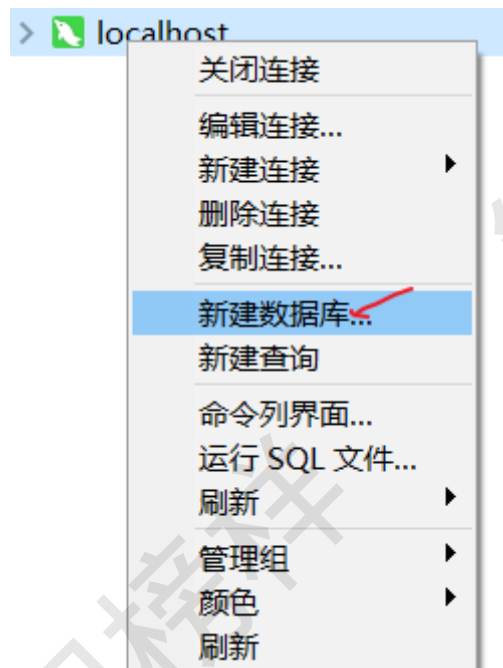 localhost
关闭连接
编辑连接...
新建连接
删除连接
复制连接...
新建数据库...
新建查询
命令列界面...
运行 SQL 文件...
刷新
管理组
颜色
刷新